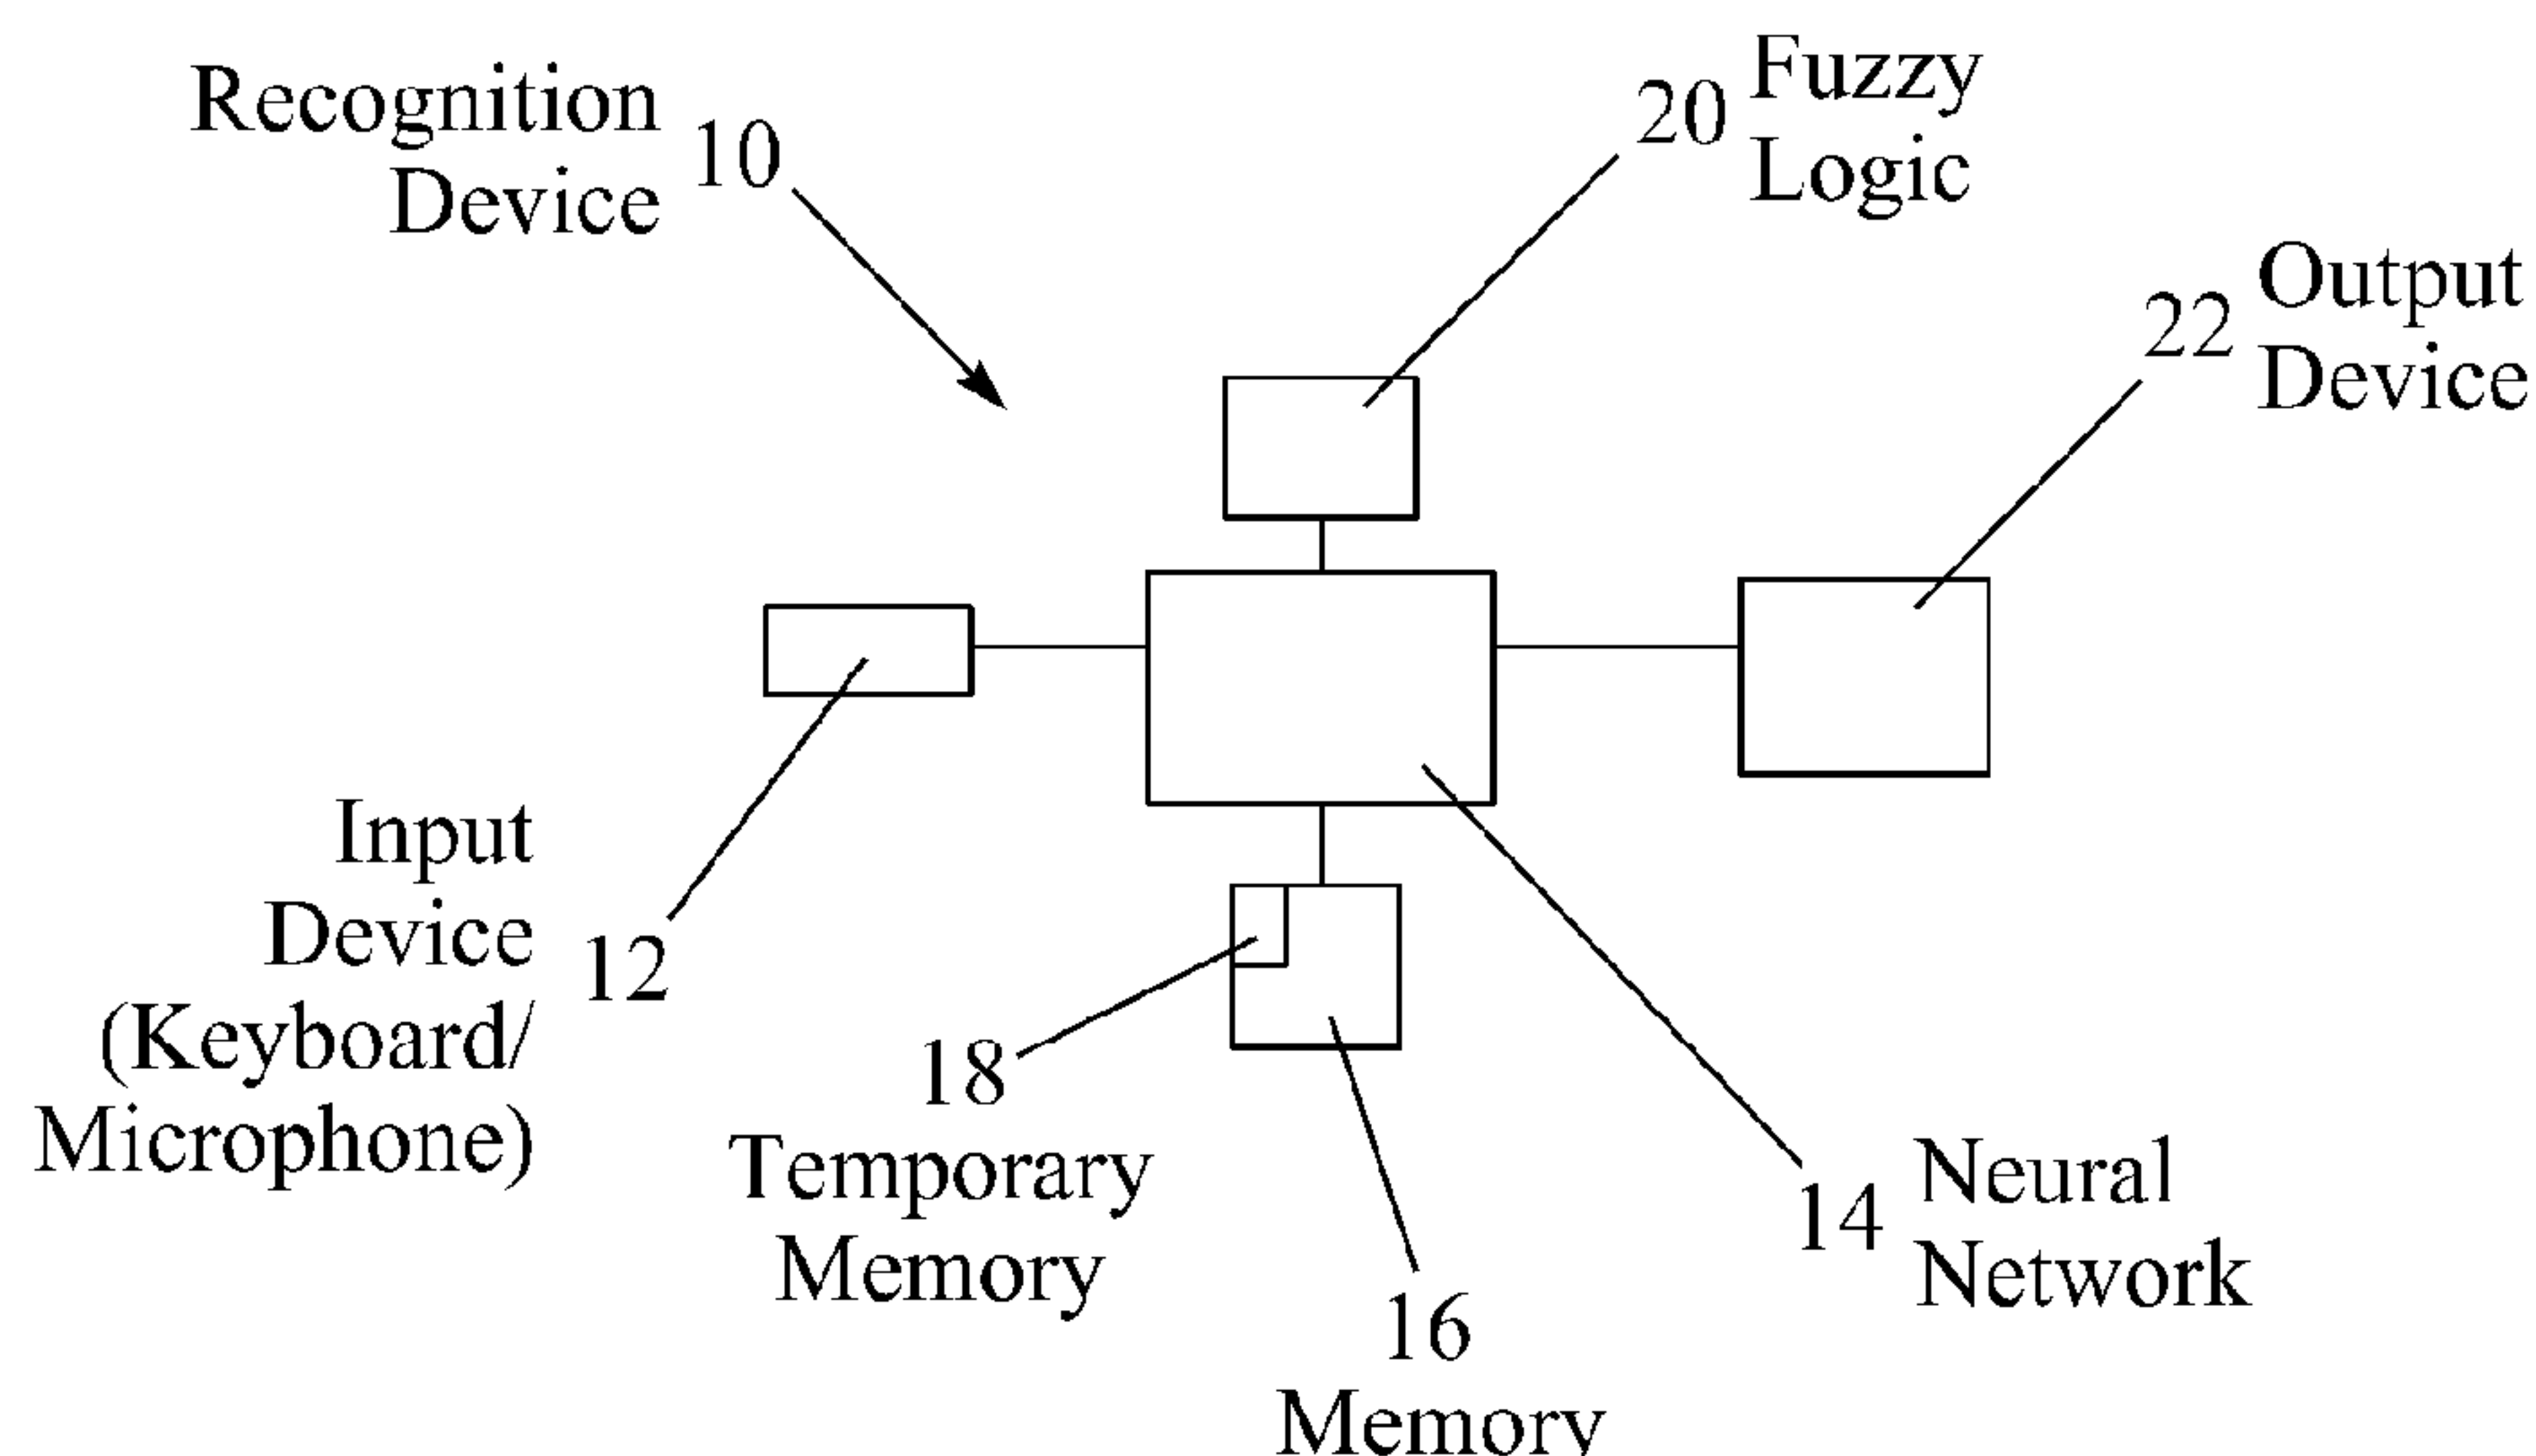 Recognition
Device 10
20 Fuzzy
Logic
22 Output
Device
Input
Device
(Keyboard/
Microphone)
12
18
Temporary
Memory
16
Memory
14 Neural
Network